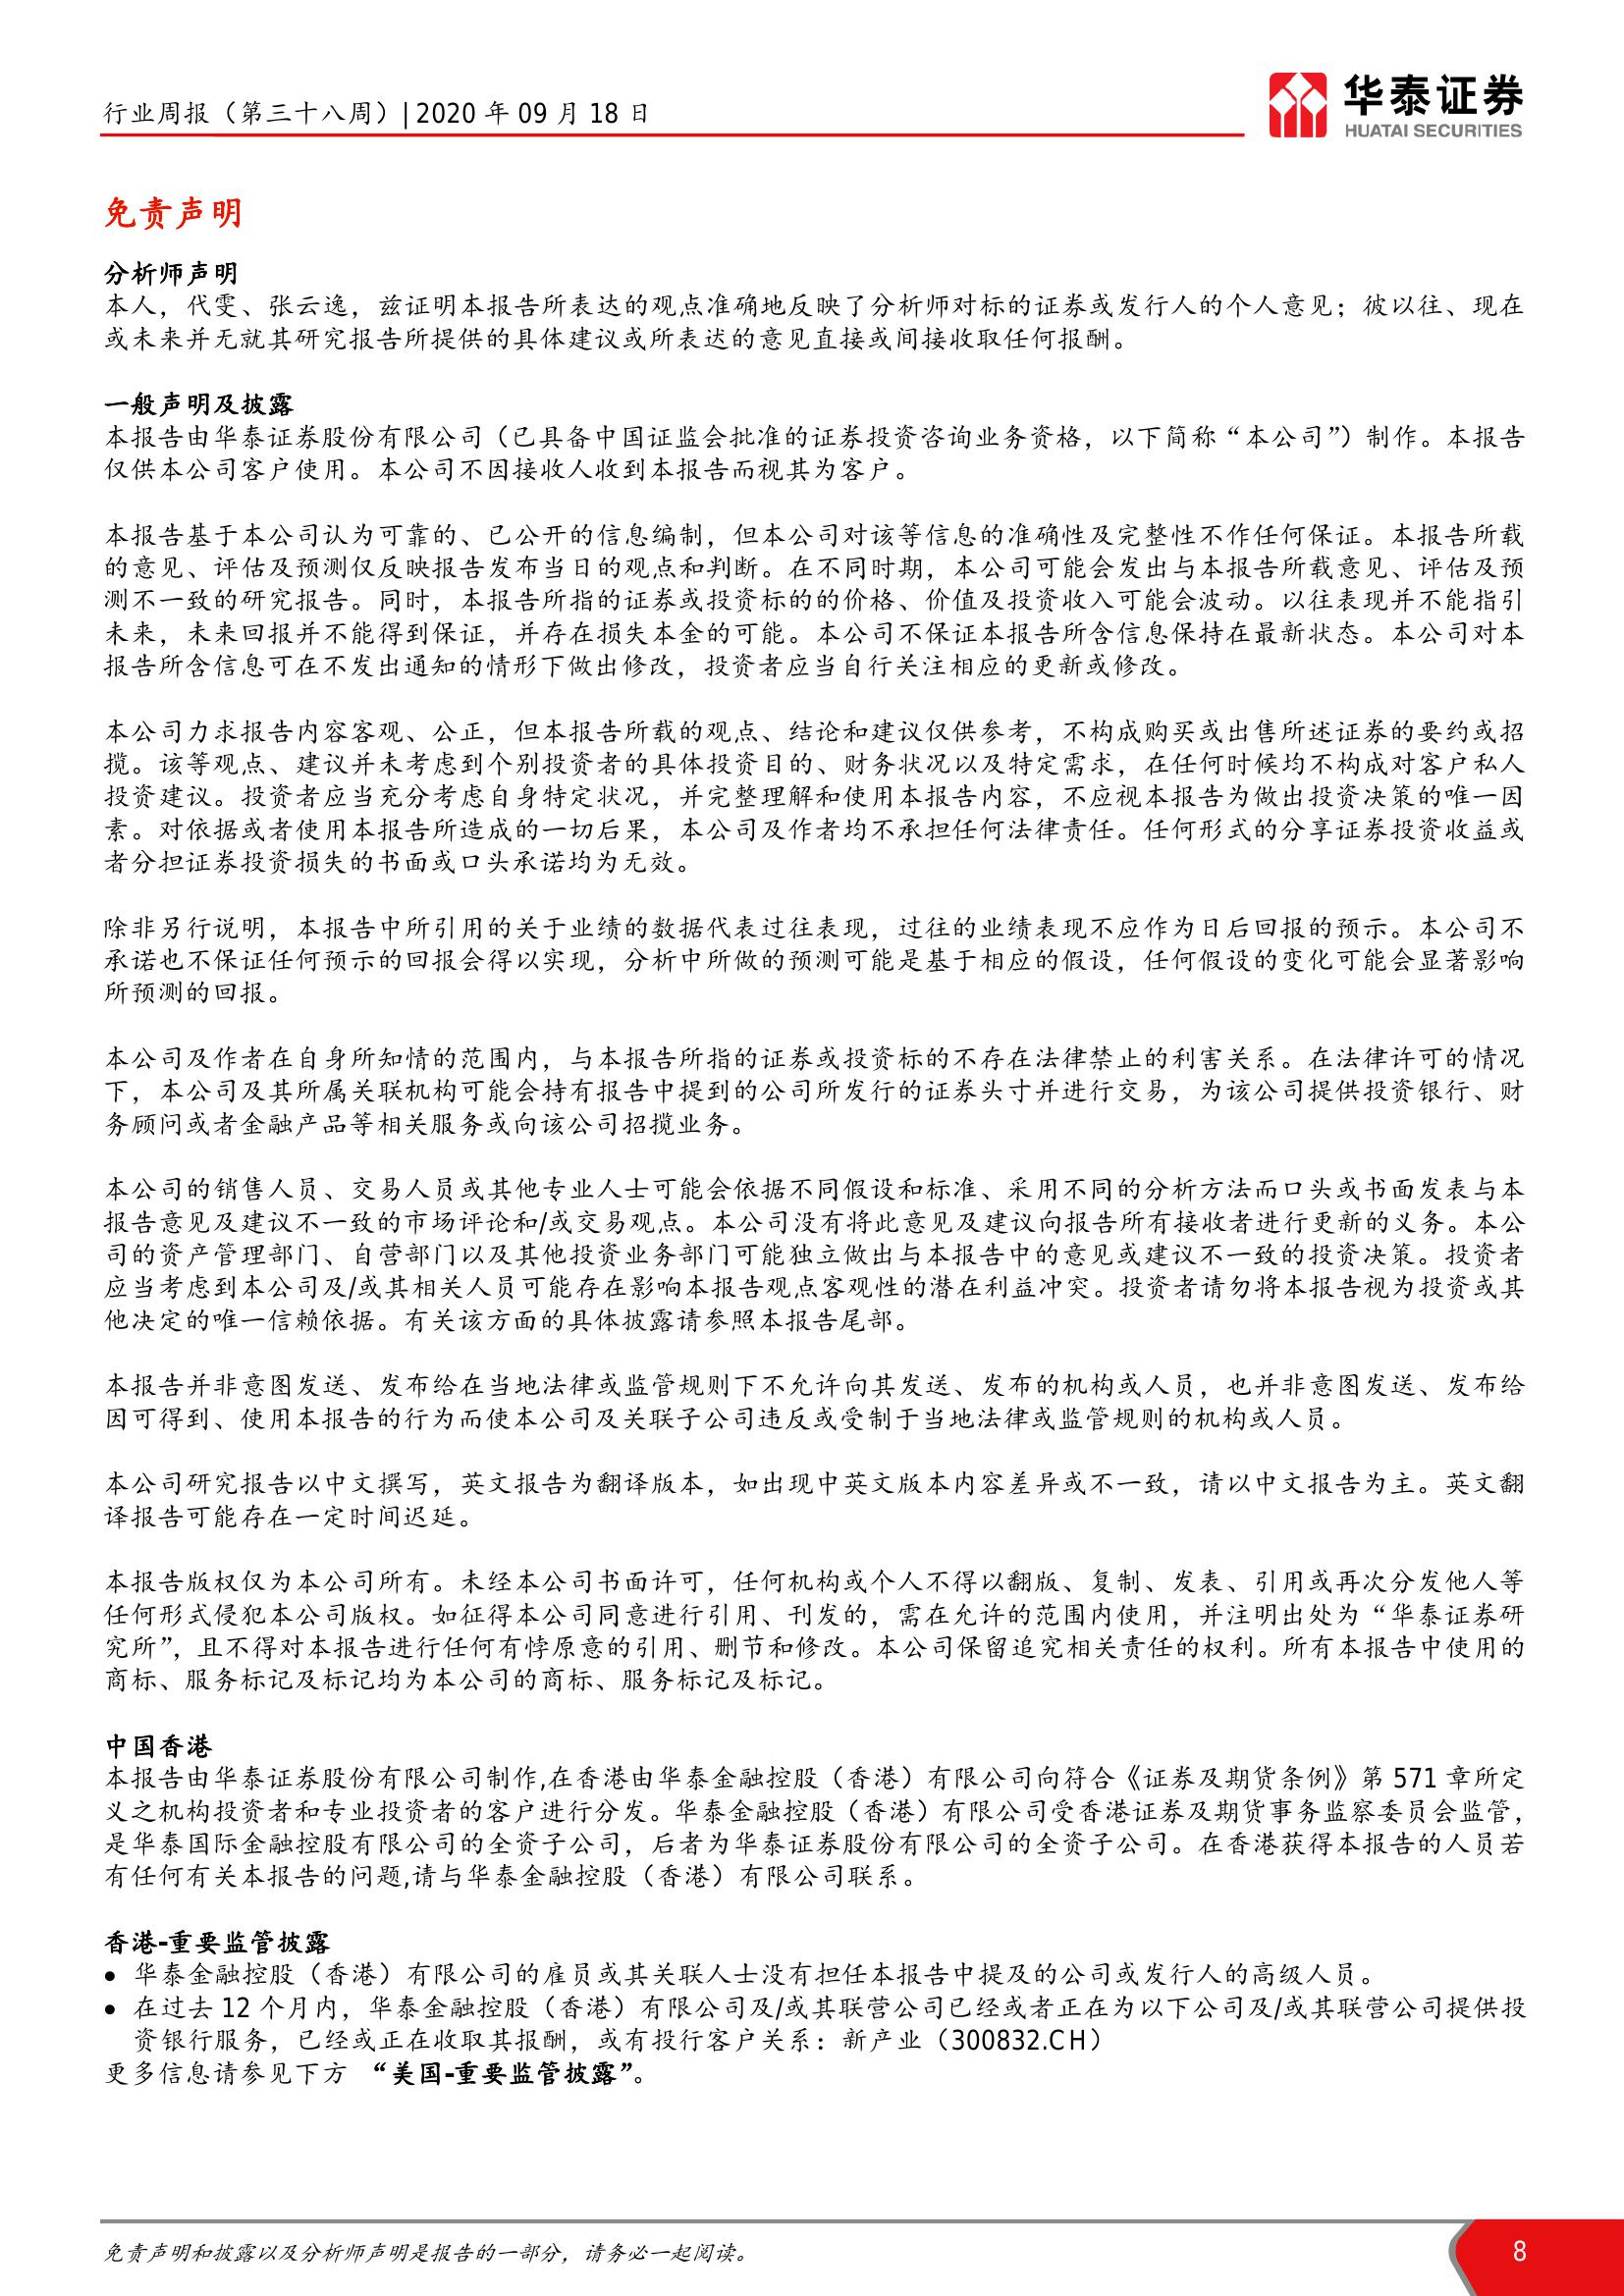 行业周报（第三十八周）| 2020 年 09 月 18 日
华泰证券
HUATAI SECURITIES
免责声明
分析师声明
本人，代雯、张云逸，兹证明本报告所表达的观点准确地反映了分析师对标的证券或发行人的个人意见；彼以往、现在
或未来并无就其研究报告所提供的具体建议或所表达的意见直接或间接收取任何报酬。
一般声明及披露
本报告由华泰证券股份有限公司（已具备中国证监会批准的证券投资咨询业务资格，以下简称“本公司”）制作。本报告
仅供本公司客户使用。本公司不因接收人收到本报告而视其为客户。
本报告基于本公司认为可靠的、已公开的信息编制，但本公司对该等信息的准确性及完整性不作任何保证。本报告所载
的意见、评估及预测仅反映报告发布当日的观点和判断。在不同时期，本公司可能会发出与本报告所载意见、评估及预
测不一致的研究报告。同时，本报告所指的证券或投资标的的价格、价值及投资收入可能会波动。以往表现并不能指引
未来，未来回报并不能得到保证，并存在损失本金的可能。本公司不保证本报告所含信息保持在最新状态。本公司对本
报告所含信息可在不发出通知的情形下做出修改，投资者应当自行关注相应的更新或修改。
本公司力求报告内容客观、公正，但本报告所载的观点、结论和建议仅供参考，不构成购买或出售所述证券的要约或招
揽。该等观点、建议并未考虑到个别投资者的具体投资目的、财务状况以及特定需求，在任何时候均不构成对客户私人
投资建议。投资者应当充分考虑自身特定状况，并完整理解和使用本报告内容，不应视本报告为做出投资决策的唯一因
素。对依据或者使用本报告所造成的一切后果，本公司及作者均不承担任何法律责任。任何形式的分享证券投资收益或
者分担证券投资损失的书面或口头承诺均为无效。
除非另行说明，本报告中所引用的关于业绩的数据代表过往表现，过往的业绩表现不应作为日后回报的预示。本公司不
承诺也不保证任何预示的回报会得以实现，分析中所做的预测可能是基于相应的假设，任何假设的变化可能会显著影响
所预测的回报。
本公司及作者在自身所知情的范围内，与本报告所指的证券或投资标的不存在法律禁止的利害关系。在法律许可的情况
下，本公司及其所属关联机构可能会持有报告中提到的公司所发行的证券头寸并进行交易，为该公司提供投资银行、财
务顾问或者金融产品等相关服务或向该公司招揽业务。
本公司的销售人员、交易人员或其他专业人士可能会依据不同假设和标准、采用不同的分析方法而口头或书面发表与本
报告意见及建议不一致的市场评论和/或交易观点。本公司没有将此意见及建议向报告所有接收者进行更新的义务。本公
司的资产管理部门、自营部门以及其他投资业务部门可能独立做出与本报告中的意见或建议不一致的投资决策。投资者
应当考虑到本公司及/或其相关人员可能存在影响本报告观点客观性的潜在利益冲突。投资者请勿将本报告视为投资或其
他决定的唯一信赖依据。有关该方面的具体披露请参照本报告尾部。
本报告并非意图发送、发布给在当地法律或监管规则下不允许向其发送、发布的机构或人员，也并非意图发送、发布给
因可得到、使用本报告的行为而使本公司及关联子公司违反或受制于当地法律或监管规则的机构或人员。
本公司研究报告以中文撰写，英文报告为翻译版本，如出现中英文版本内容差异或不一致，请以中文报告为主。英文翻
译报告可能存在一定时间迟延。
本报告版权仅为本公司所有。未经本公司书面许可，任何机构或个人不得以翻版、复制、发表、引用或再次分发他人等
任何形式侵犯本公司版权。如征得本公司同意进行引用、刊发的，需在允许的范围内使用，并注明出处为“华泰证券研
究所”，且不得对本报告进行任何有悖原意的引用、删节和修改。本公司保留追究相关责任的权利。所有本报告中使用的
商标、服务标记及标记均为本公司的商标、服务标记及标记。
中国香港
本报告由华泰证券股份有限公司制作,在香港由华泰金融控股（香港）有限公司向符合《证券及期货条例》第 571 章所定
义之机构投资者和专业投资者的客户进行分发。华泰金融控股（香港）有限公司受香港证券及期货事务监察委员会监管，
是华泰国际金融控股有限公司的全资子公司，后者为华泰证券股份有限公司的全资子公司。在香港获得本报告的人员若
有任何有关本报告的问题,请与华泰金融控股（香港）有限公司联系。
香港-重要监管披露
• 华泰金融控股（香港）有限公司的雇员或其关联人士没有担任本报告中提及的公司或发行人的高级人员。
• 在过去 12 个月内，华泰金融控股（香港）有限公司及/或其联营公司已经或者正在为以下公司及/或其联营公司提供投
资银行服务，已经或正在收取其报酬，或有投行客户关系：新产业（300832.CH）
更多信息请参见下方 “美国-重要监管披露”。
免责声明和披露以及分析师声明是报告的一部分，请务必一起阅读。
8